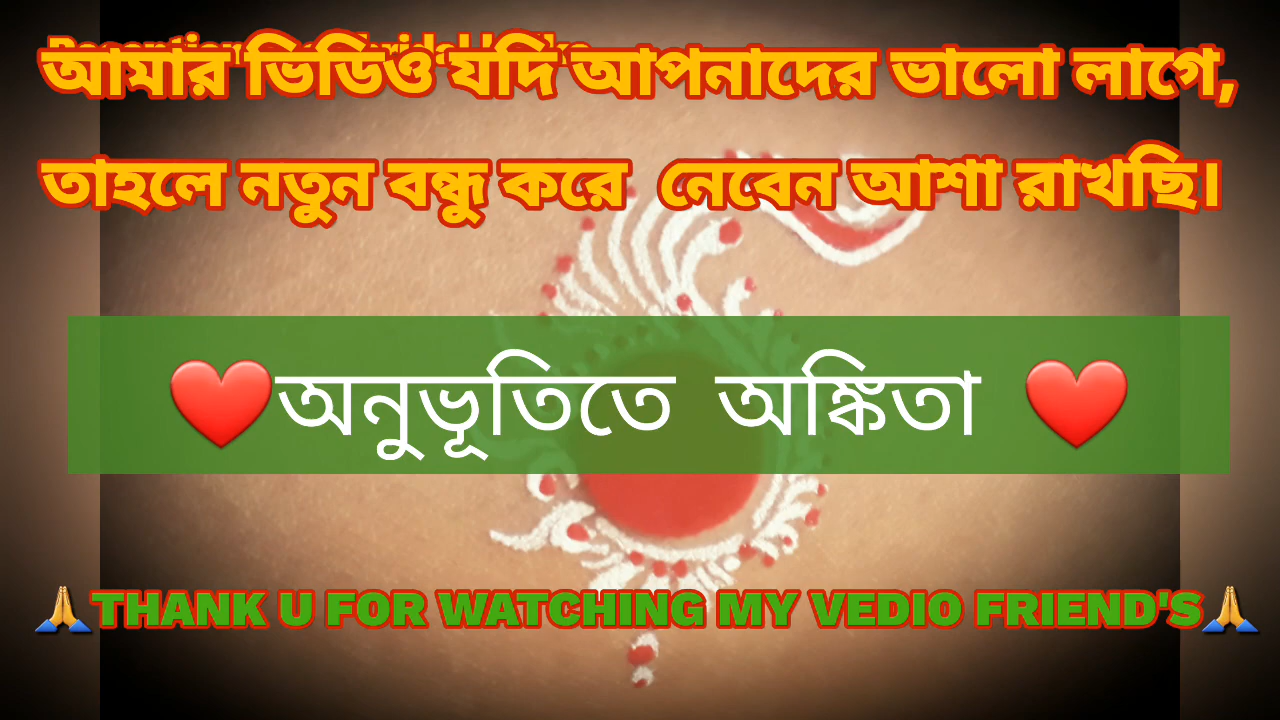 আমার ভিডিও যদি আপনাদের ভালো লাগে,
তাহলে নতুন বন্ধু করে নেবেন আশা রাখছি।
❤️অনুভূতিতে অঙ্কিতা ❤️
🙏THANK U FOR WATCHING MY VEDIO FRIEND'S🙏